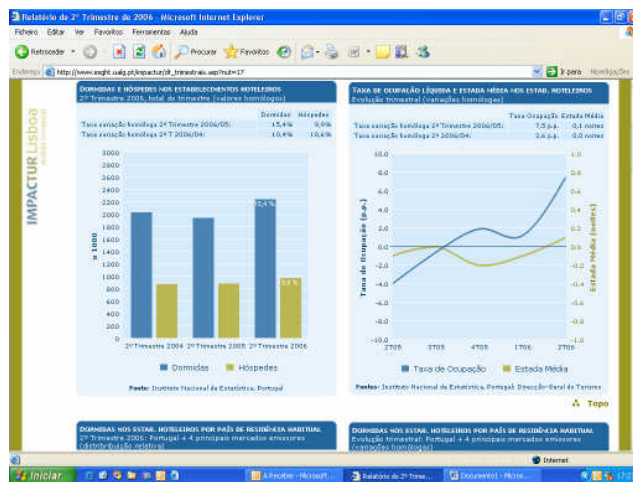 Relatório do 2º Trimestre de 2006 - Microsoft Internet Explorer
Ficheiro Editar Ver Favoritos Ferramentas Ajuda
Retroceder Procurar Favoritos
Endereço http://www.esght.ualg.pt/impactur/dlr_trimestrais.asp?nut=17 Ir para Hiperligações
IMPACTUR Lisboa
DORMIDAS E HÓSPEDES NOS ESTABELECIMENTOS HOTELEIROS
2º Trimestre 2006, total do trimestre (valores homólogos)
Dormidas Hóspedes
Taxa variação homóloga 2º Trimestre 2006/05: 15,4% 9,9%
Taxa variação homóloga 2º T 2006/04: 10,4% 10,6%
3000
2800
2600
2400
2200
2000
1800
1600
1400
1200
1000
800
600
400
200
0
x 1000
15,4 %
9,9 %
2º Trimestre 2004 2º Trimestre 2005 2º Trimestre 2006
Dormidas Hóspedes
Fonte: Instituto Nacional de Estatística, Portugal
TAXA DE OCUPAÇÃO LÍQUIDA E ESTADA MÉDIA NOS ESTAB. HOTELEIROS
Evolução trimestral (variações homólogas)
Taxa Ocupação Estada Média
Taxa variação homóloga 2º Trimestre 2006/05: 7,5 p.p. 0,1 noites
Taxa variação homóloga 2º 2006/04: 3,6 p.p. 0,0 noites
10.0 1.0
8.0 0.8
6.0 0.6
4.0 0.4
2.0 0.2
0.0 0.0
-2.0 -0.2
-4.0 -0.4
-6.0 -0.6
-8.0 -0.8
-10.0 -1.0
Taxa de Ocupação (p.p.)
Estada Média (noites)
2T05 3T05 4T05 1T06 2T06
Taxa de Ocupação Estada Média
Fontes: Instituto Nacional de Estatística, Portugal; Direcção-Geral do Turismo
Topo
DORMIDAS NOS ESTAB. HOTELEIROS POR PAÍS DE RESIDÊNCIA HABITUAL
2º Trimestre 2006: Portugal + 4 principais mercados emissores
(distribuição relativa)
DORMIDAS NOS ESTAB. HOTELEIROS POR PAÍS DE RESIDÊNCIA HABITUAL
Evolução trimestral: Portugal + 4 principais mercados emissores
(variações homólogas)
Internet
Iniciar
A Receber - Microsoft...
Relatório do 2º Trime...
Documento1 - Micros...